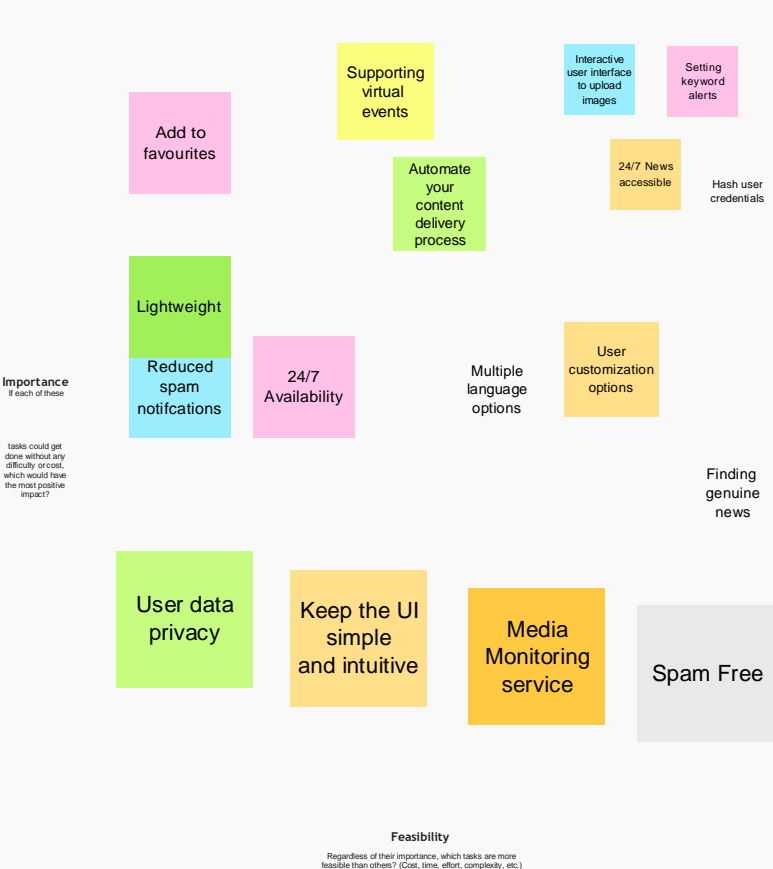 Supporting
virtual
events
Interactive
user interface
to upload
images
Setting
keyword
alerts
Add to
favourites
Automate
your
content
delivery
process
24/7 News
accessible
Hash user
credentials
Lightweight
Reduced
spam
notifcations
24/7
Availability
Multiple
language
options
User
customization
options
Importance
If each of these
tasks could get
done without any
difficulty or cost,
which would have
the most positive
impact?
Finding
genuine
news
User data
privacy
Keep the UI
simple
and intuitive
Media
Monitoring
service
Spam Free
Feasibility
Regardless of their importance, which tasks are more
feasible than others? (Cost, time, effort, complexity, etc.)